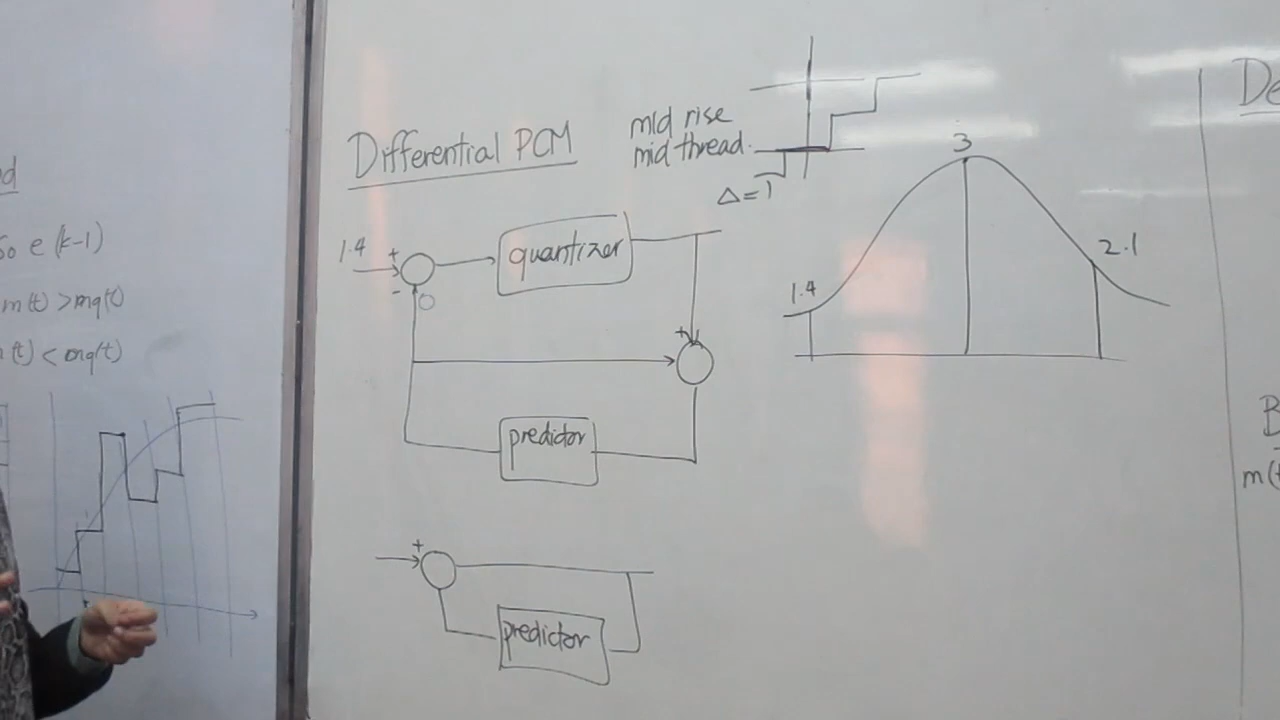 e (k-1)
m(t) > mq(t)
(t) < mq(t)
Differential PCM
mid rise
mid thread.
Δ=1
1.4
+
-
0
quantizer
+
predictor
+
predictor
3
1.4
2.1
De
B
m(